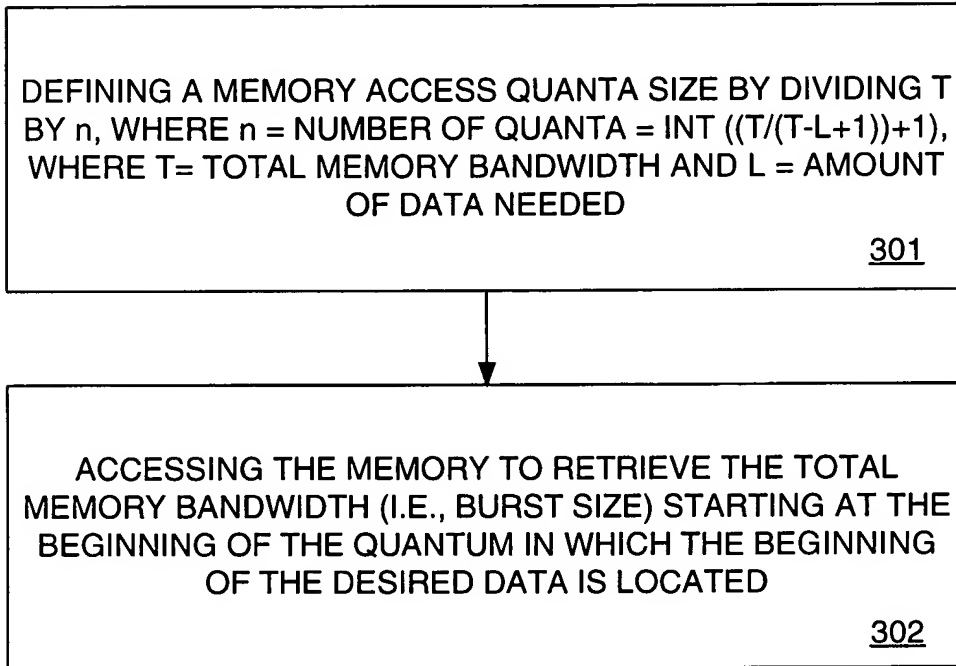 DEFINING A MEMORY ACCESS QUANTA SIZE BY DIVIDING T
BY n, WHERE n = NUMBER OF QUANTA = INT ((T/(T-L+1))+1),
WHERE T= TOTAL MEMORY BANDWIDTH AND L = AMOUNT
OF DATA NEEDED
301
ACCESSING THE MEMORY TO RETRIEVE THE TOTAL
MEMORY BANDWIDTH (I.E., BURST SIZE) STARTING AT THE
BEGINNING OF THE QUANTUM IN WHICH THE BEGINNING
OF THE DESIRED DATA IS LOCATED
302